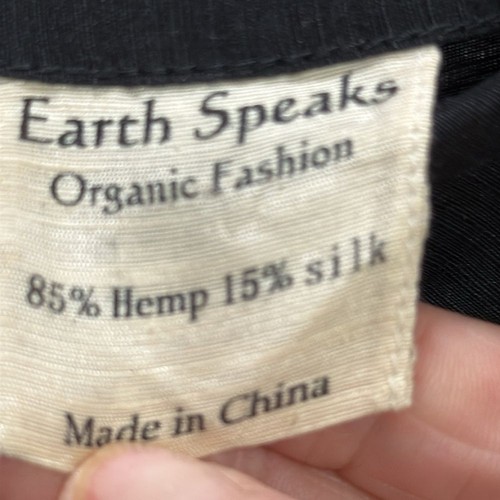 Earth Speaks
Organic Fashion
85% Hemp 15% silk
Made in China